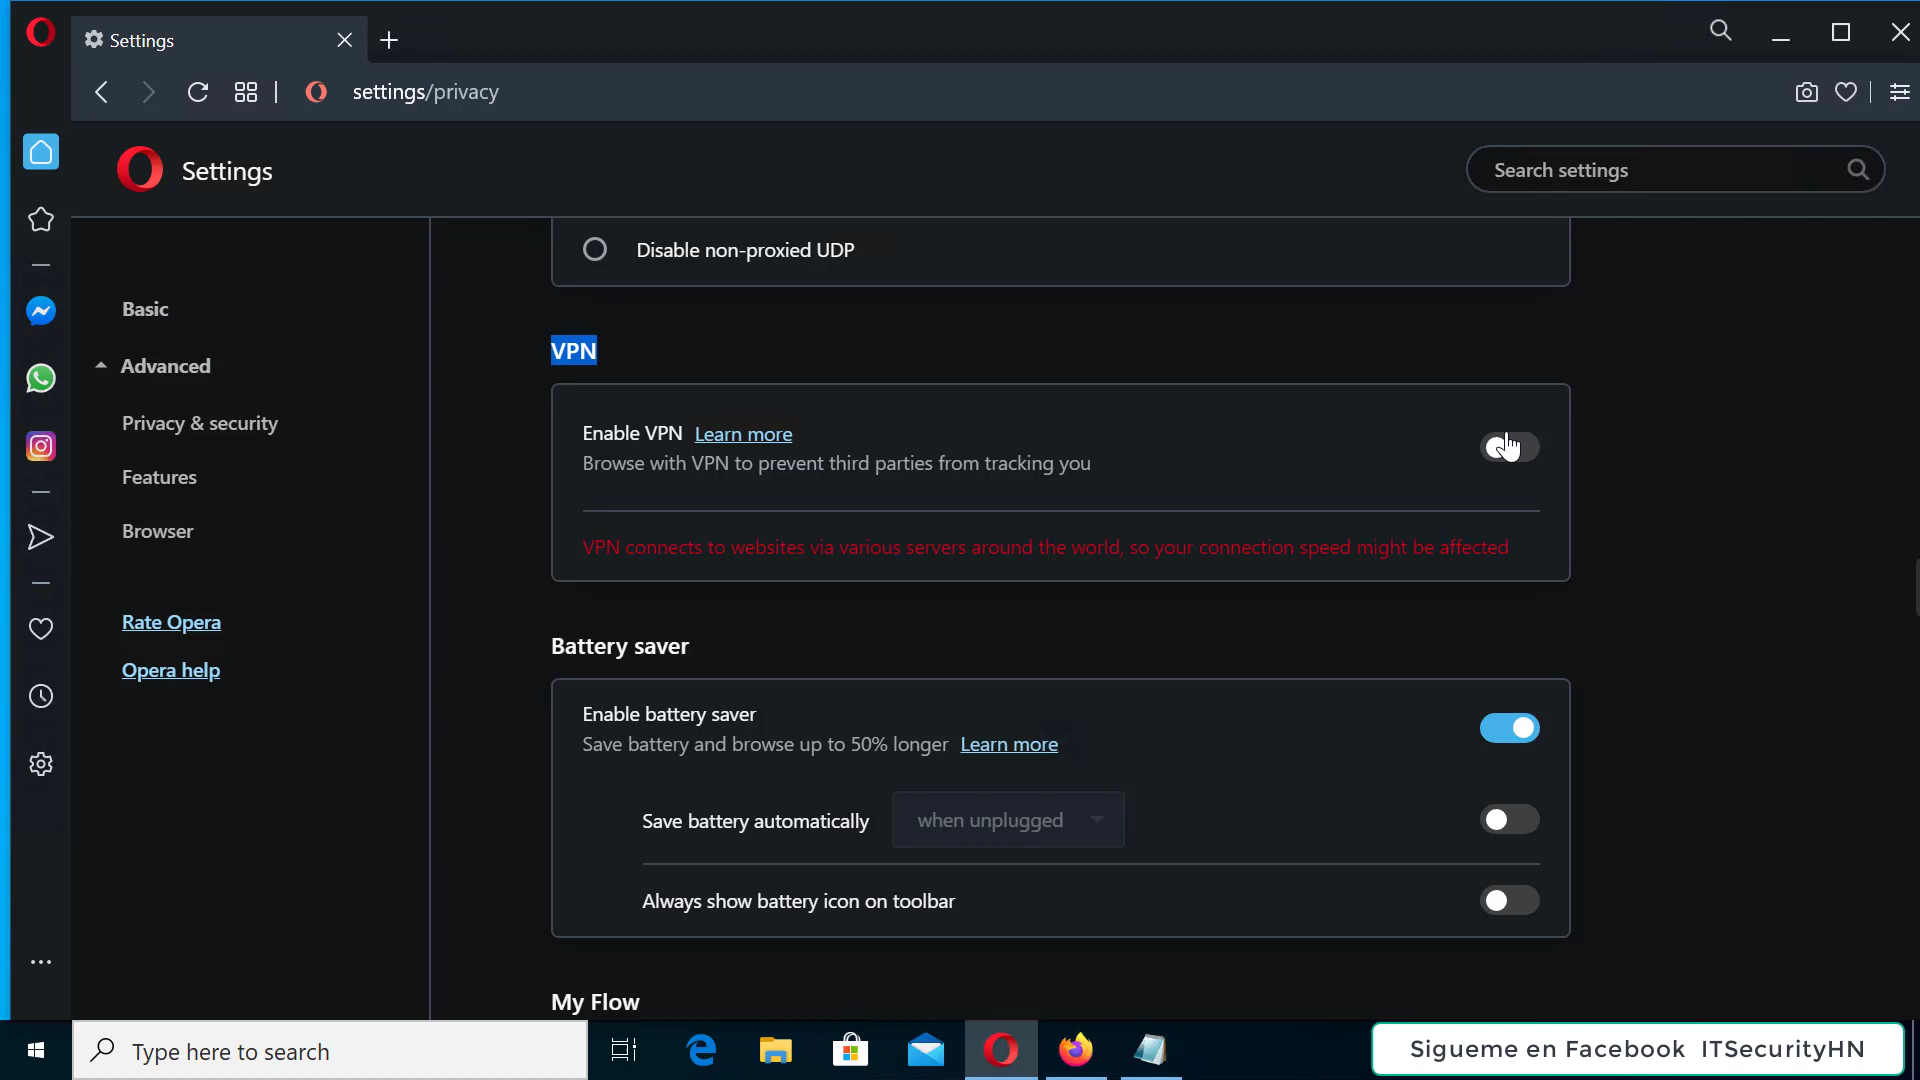 Settings
settings/privacy
Settings
Search settings
Basic
Advanced
Privacy & security
Features
Browser
Rate Opera
Opera help
Disable non-proxied UDP
VPN
Enable VPN Learn more
Browse with VPN to prevent third parties from tracking you
VPN connects to websites via various servers around the world, so your connection speed might be affected
Battery saver
Enable battery saver
Save battery and browse up to 50% longer Learn more
Save battery automatically when unplugged
Always show battery icon on toolbar
My Flow
Type here to search
Sigueme en Facebook ITSecurityHN